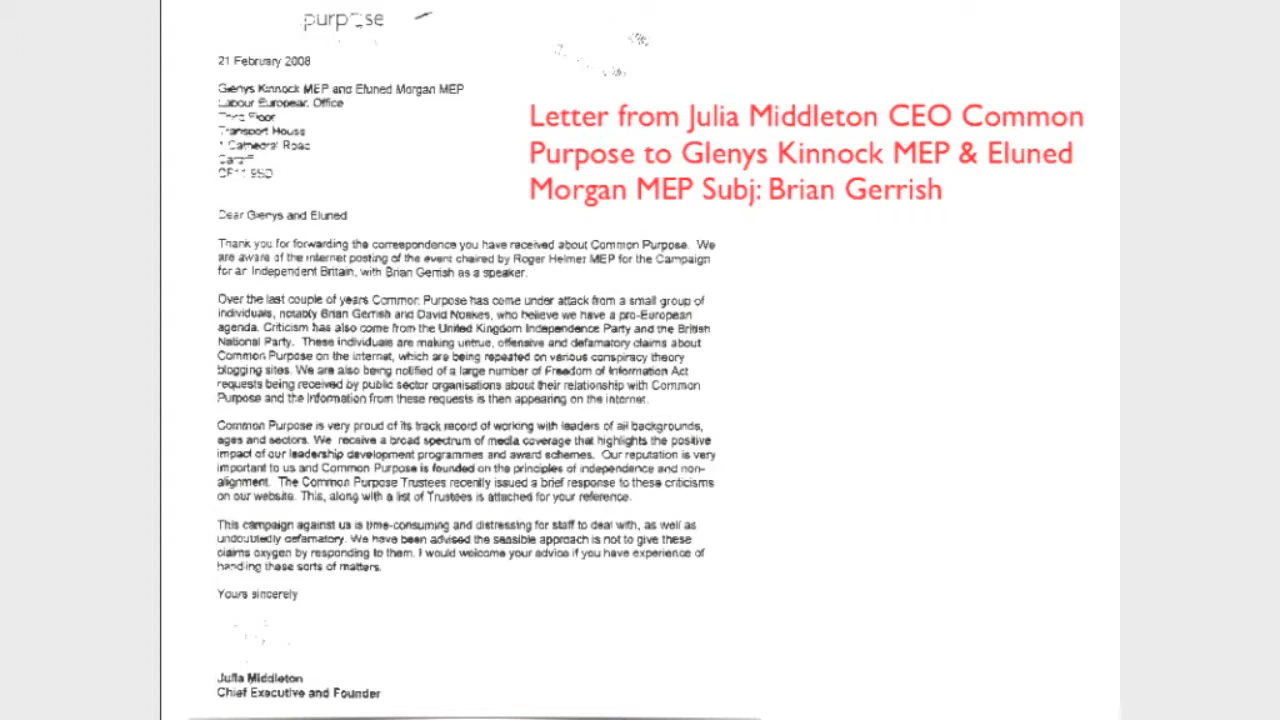 purpose
21 February 2008
Glenys Kinnock MEP and Eluned Morgan MEP
Labour European Office
Third Floor
Transport House
1 Cathedral Road
Cardiff
CF11 9SD
Letter from Julia Middleton CEO Common
Purpose to Glenys Kinnock MEP & Eluned
Morgan MEP Subj: Brian Gerrish
Dear Glenys and Eluned
Thank you for forwarding the correspondence you have received about Common Purpose. We
are aware of the internet posting of the event chaired by Roger Helmer MEP for the Campaign
for an Independent Britain, with Brian Gerrish as a speaker.
Over the last couple of years Common Purpose has come under attack from a small group of
individuals, notably Brian Gerrish and David Noakes, who believe we have a pro-European
agenda. Criticism has also come from the United Kingdom Independence Party and the British
National Party. These individuals are making untrue, offensive and defamatory claims about
Common Purpose on the internet, which are being repeated on various conspiracy theory
blogging sites. We are also being notified of a large number of Freedom of Information Act
requests being received by public sector organisations about their relationship with Common
Purpose and the information from these requests is then appearing on the internet.
Common Purpose is very proud of its track record of working with leaders of all backgrounds,
ages and sectors. We receive a broad spectrum of media coverage that highlights the positive
impact of our leadership development programmes and award schemes. Our reputation is very
important to us and Common Purpose is founded on the principles of independence and non-
alignment. The Common Purpose Trustees recently issued a brief response to these criticisms
on our website. This, along with a list of Trustees is attached for your reference.
This campaign against us is time-consuming and distressing for staff to deal with, as well as
undoubtedly defamatory. We have been advised the sensible approach is not to give these
claims oxygen by responding to them. I would welcome your advice if you have experience of
handling these sorts of matters.
Yours sincerely
Julia Middleton
Chief Executive and Founder